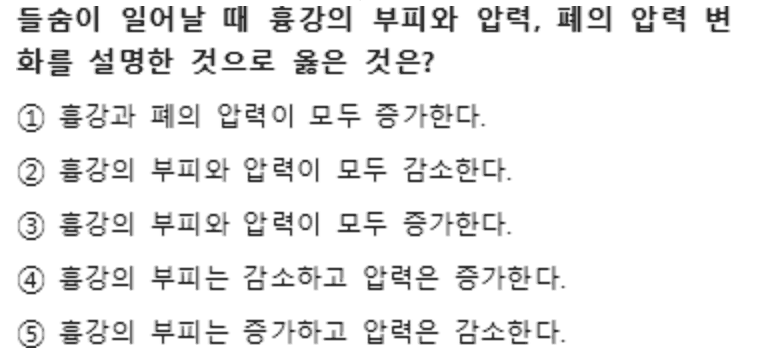 들숨이 일어날 때 흉강의 부피와 압력, 폐의 압력 변
화를 설명한 것으로 옳은 것은?
① 흉강과 폐의 압력이 모두 증가한다.
② 흉강의 부피와 압력이 모두 감소한다.
③ 흉강의 부피와 압력이 모두 증가한다.
④ 흉강의 부피는 감소하고 압력은 증가한다.
⑤ 흉강의 부피는 증가하고 압력은 감소한다.